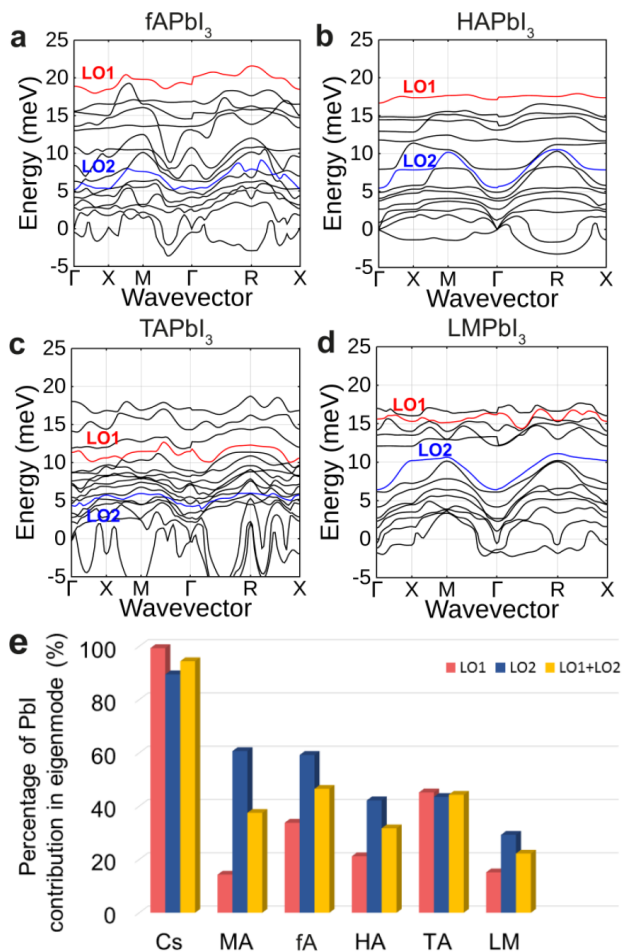 a fAPbI3
25
20
15
10
5
0
-5
Energy (meV)
LO1
LO2
Γ X M Γ R X
Wavevector
b HAPbI3
25
20
15
10
5
0
-5
Energy (meV)
LO1
LO2
Γ X M Γ R X
Wavevector
c TAPbI3
25
20
15
10
5
0
-5
Energy (meV)
LO1
LO2
Γ X M Γ R X
Wavevector
d LMPbI3
25
20
15
10
5
0
-5
Energy (meV)
LO1
LO2
Γ X M Γ R X
Wavevector
e
Percentage of PbI
contribution in eigenmode (%)
100
80
60
40
20
0
LO1 LO2 LO1+LO2
Cs MA fA HA TA LM